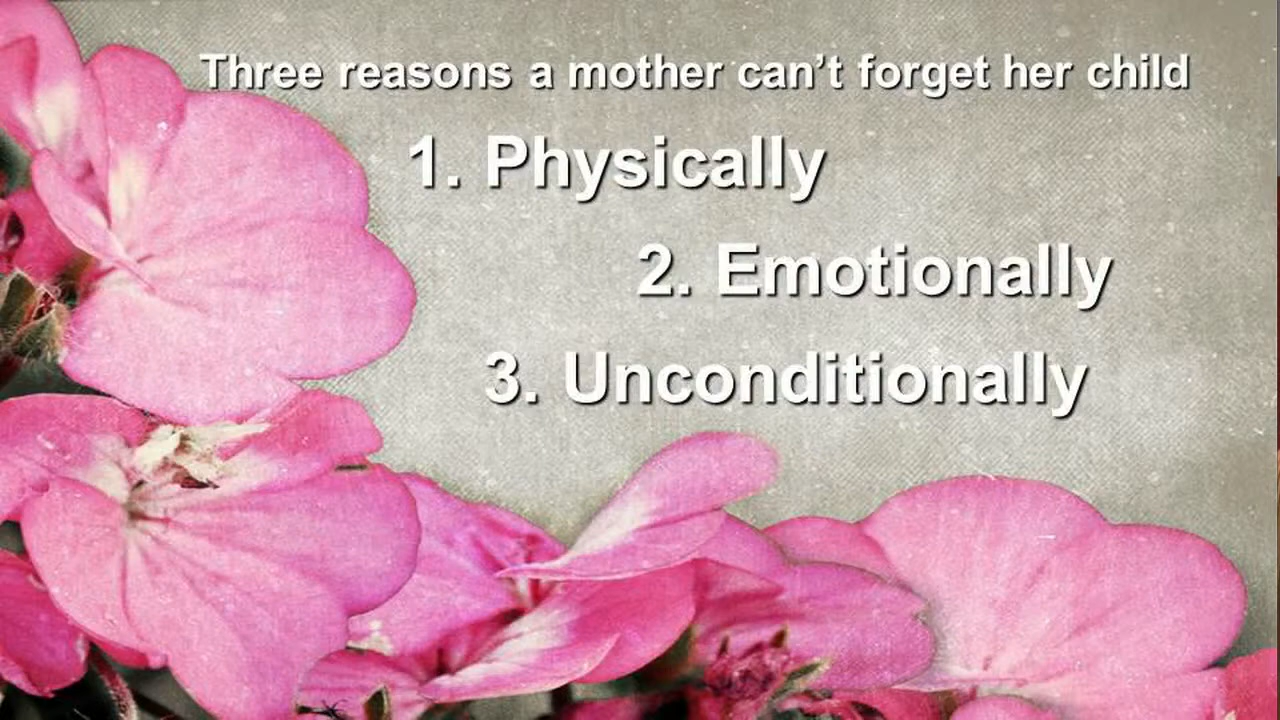 Three reasons a mother can’t forget her child
1. Physically
2. Emotionally
3. Unconditionally